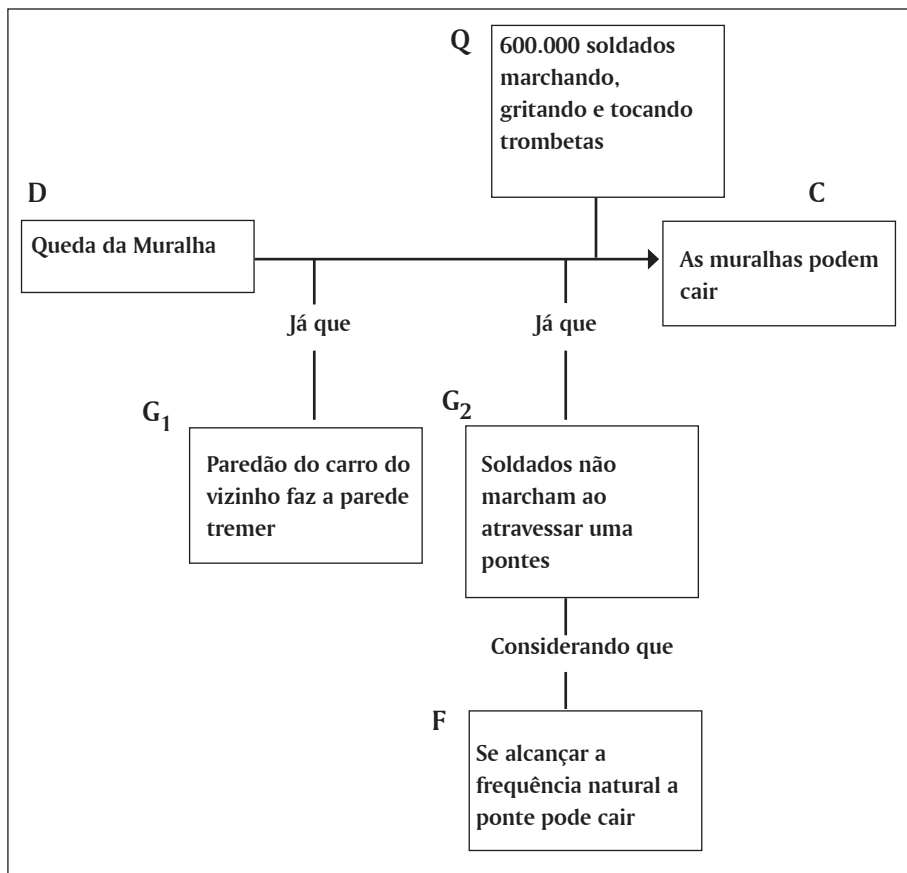 Q
600.000 soldados
marchando,
gritando e tocando
trombetas
D
Queda da Muralha
C
As muralhas podem
cair
Já que
Já que
G1
Paredão do carro do
vizinho faz a parede
tremer
G2
Soldados não
marcham ao
atravessar uma
pontes
Considerando que
F
Se alcançar a
frequência natural a
ponte pode cair